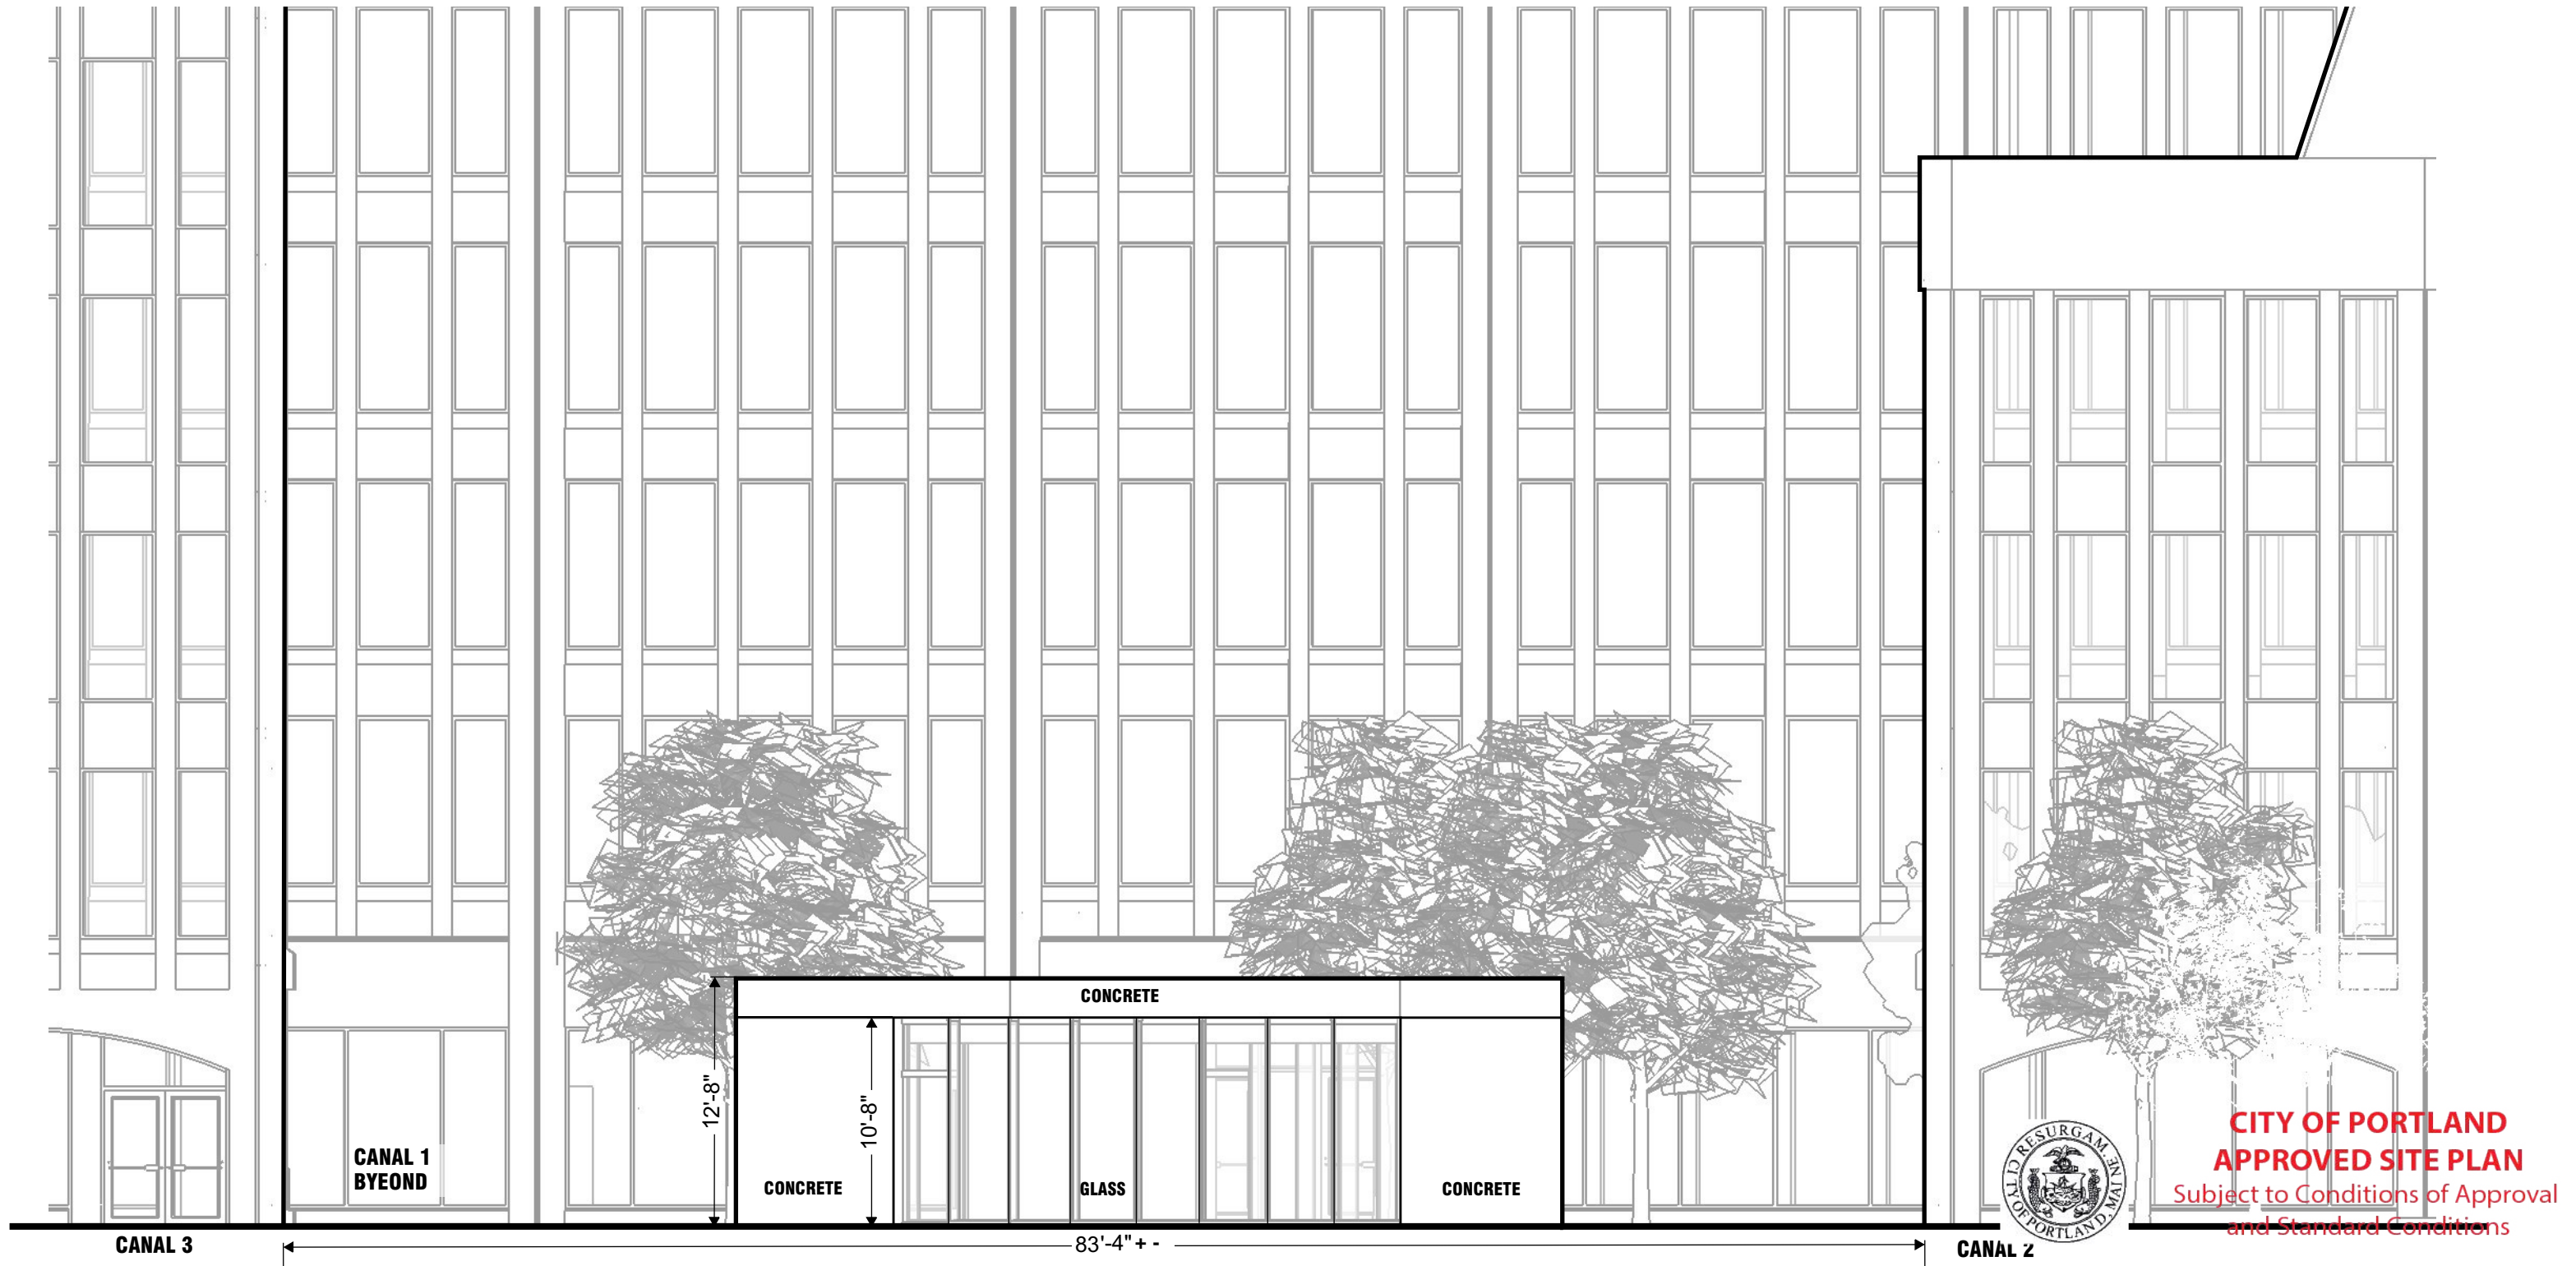 CONCRETE
12'-8"
10'-8"
CANAL 1
BYEOND
CONCRETE
GLASS
CONCRETE
CITY OF PORTLAND
APPROVED SITE PLAN
Subject to Conditions of Approval
and Standard Conditions
RESURGAM
CITY OF PORTLAND, MAINE
CANAL 3
83'-4"+ -
CANAL 2